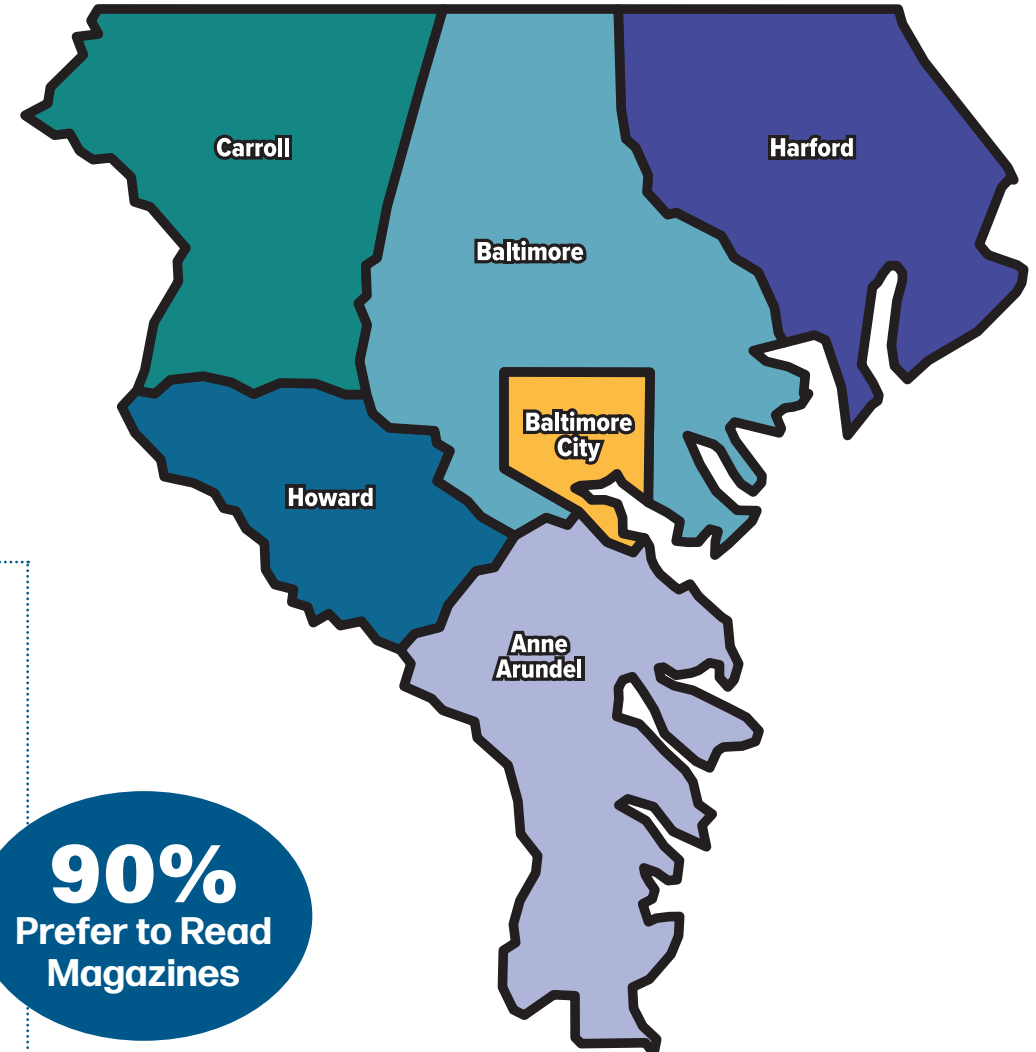 Carroll
Harford
Baltimore
Baltimore
City
Howard
Anne
Arundel
90%
Prefer to Read
Magazines